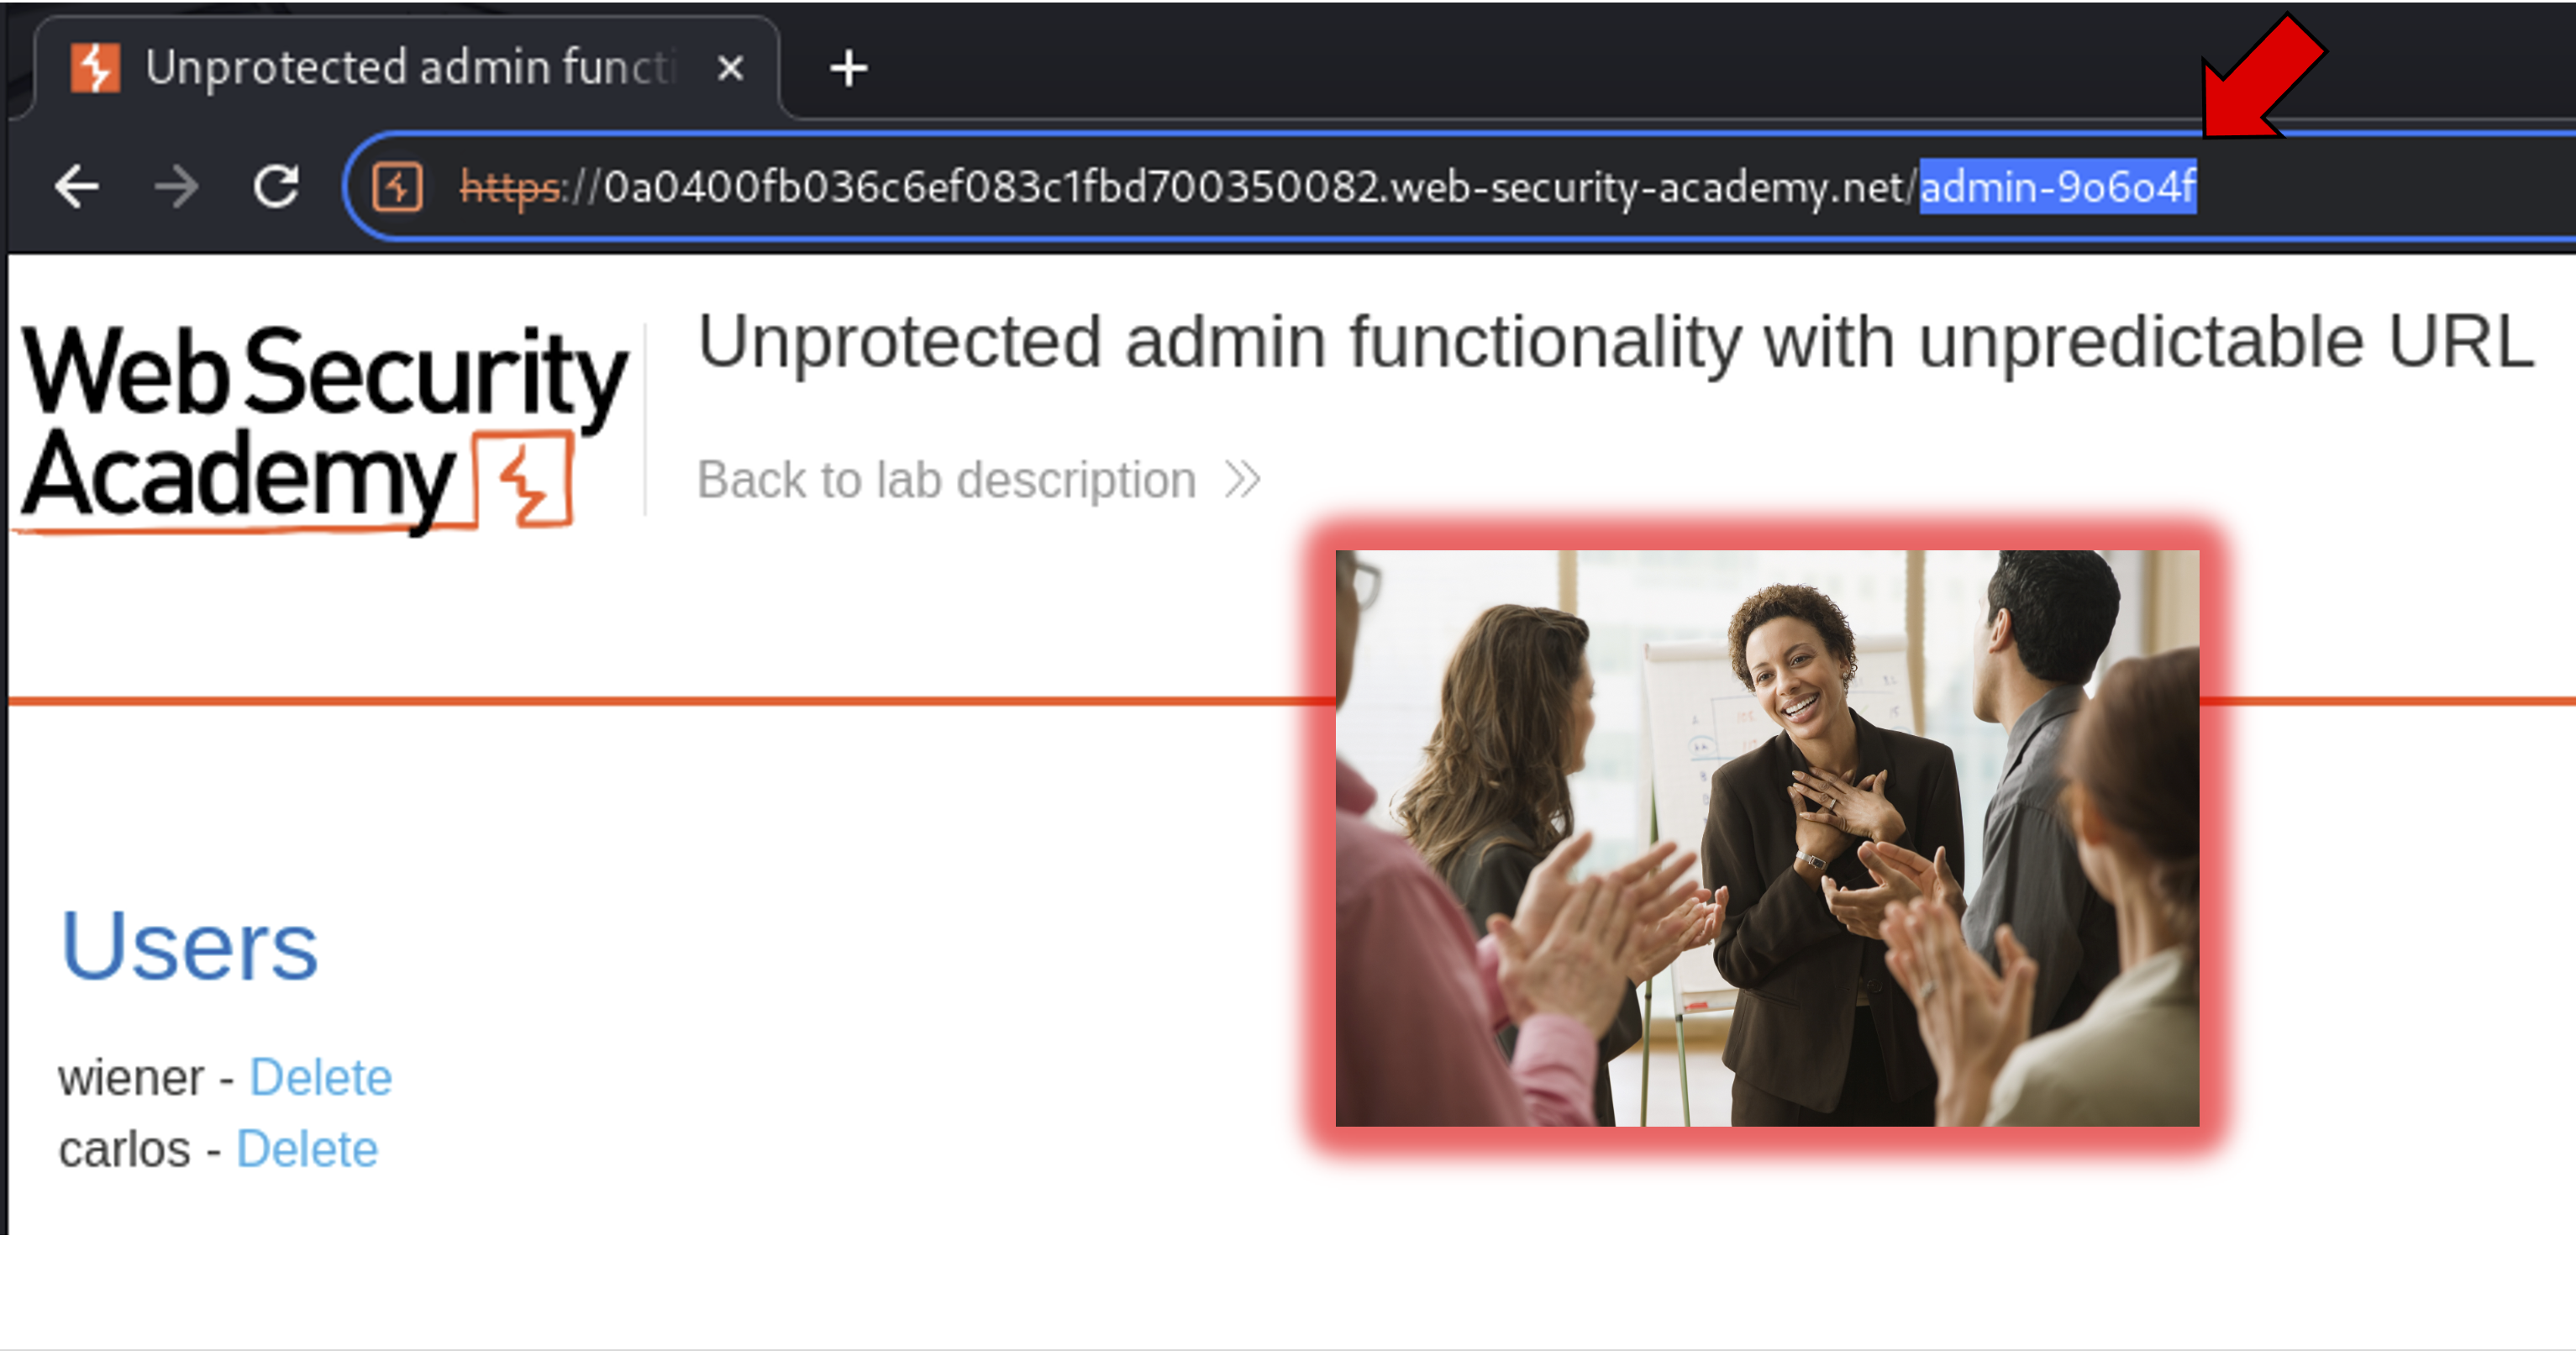 Unprotected admin functi
https://0a0400fb036c6ef083c1fbd700350082.web-security-academy.net/admin-9o6o4f
Web Security
Academy
Unprotected admin functionality with unpredictable URL
Back to lab description
Users
wiener - Delete
carlos - Delete